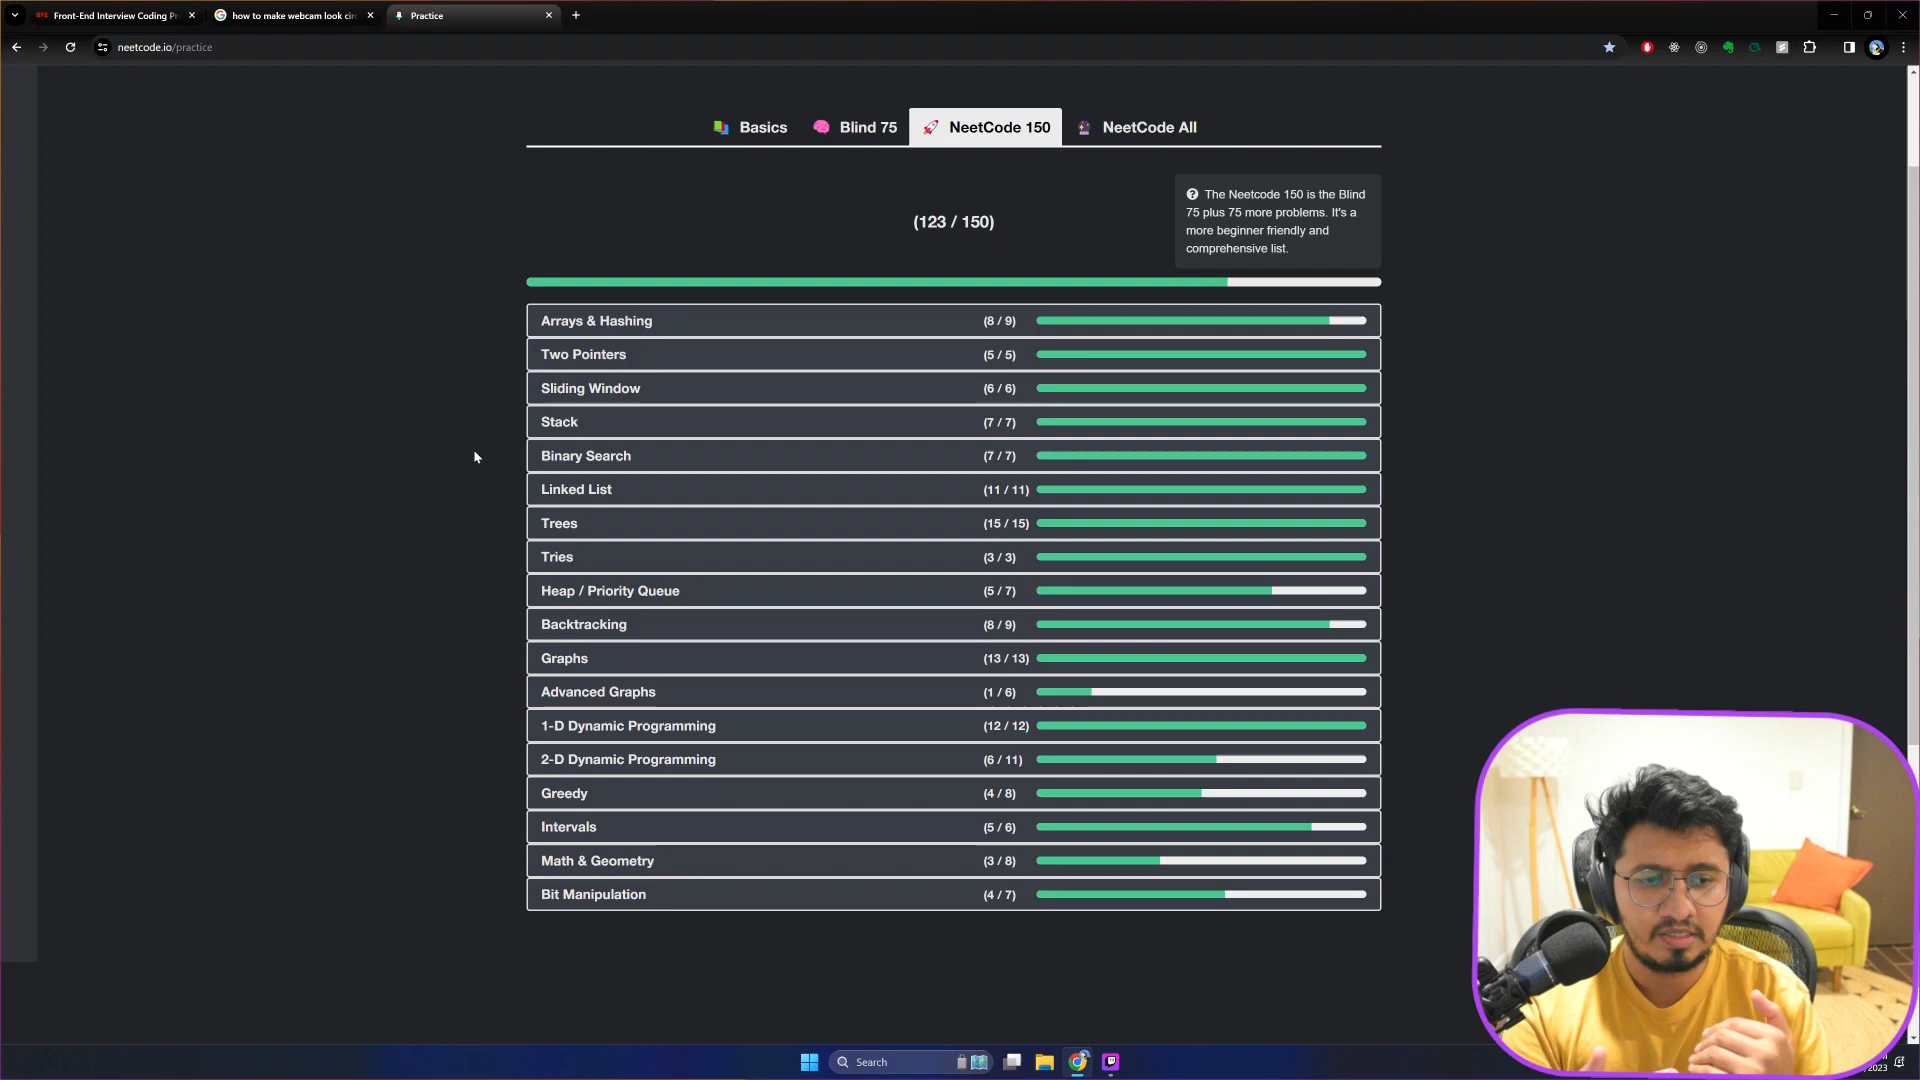 Front-End Interview Coding Pr
how to make webcam look circ
Practice
neetcode.io/practice
Basics
Blind 75
NeetCode 150
NeetCode All
(123 / 150)
The Neetcode 150 is the Blind
75 plus 75 more problems. It's a
more beginner friendly and
comprehensive list.
Arrays & Hashing (8 / 9)
Two Pointers (5 / 5)
Sliding Window (6 / 6)
Stack (7 / 7)
Binary Search (7 / 7)
Linked List (11 / 11)
Trees (15 / 15)
Tries (3 / 3)
Heap / Priority Queue (5 / 7)
Backtracking (8 / 9)
Graphs (13 / 13)
Advanced Graphs (1 / 6)
1-D Dynamic Programming (12 / 12)
2-D Dynamic Programming (6 / 11)
Greedy (4 / 8)
Intervals (5 / 6)
Math & Geometry (3 / 8)
Bit Manipulation (4 / 7)
Search
/2023